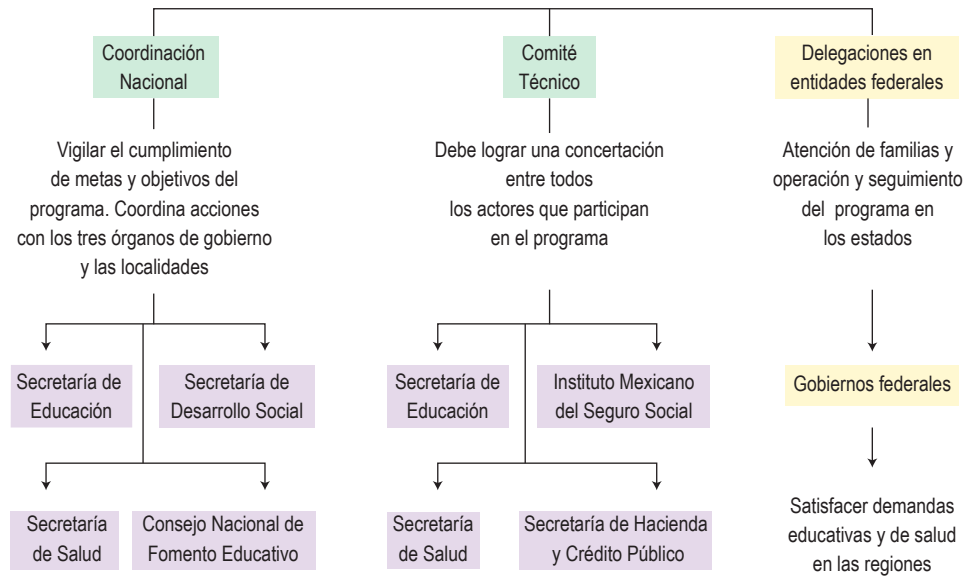 Coordinación
Nacional
Vigilar el cumplimiento
de metas y objetivos del
programa. Coordina acciones
con los tres órganos de gobierno
y las localidades
Secretaría de
Educación
Secretaría de
Desarrollo Social
Secretaría
de Salud
Consejo Nacional de
Fomento Educativo
Comité
Técnico
Debe lograr una concertación
entre todos
los actores que participan
en el programa
Secretaría de
Educación
Instituto Mexicano
del Seguro Social
Secretaría
de Salud
Secretaría de Hacienda
y Crédito Público
Delegaciones en
entidades federales
Atención de familias y
operación y seguimiento
del programa en
los estados
Gobiernos federales
Satisfacer demandas
educativas y de salud
en las regiones